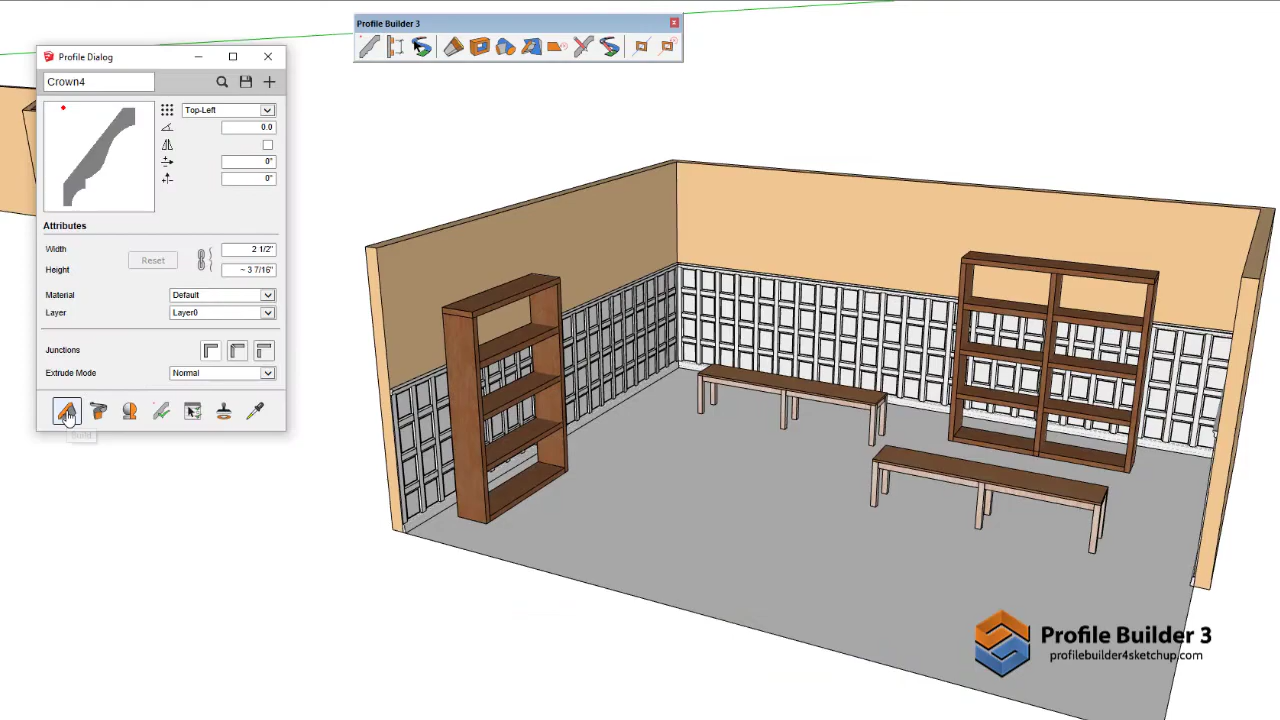 Profile Builder 3
Profile Dialog
Crown4
Top-Left
0.0
0"
0"
Attributes
Width
2 1/2"
Reset
Height
~ 3 7/16"
Material
Default
Layer
Layer0
Junctions
Extrude Mode
Normal
Build
Profile Builder 3
profilebuilder4sketchup.com